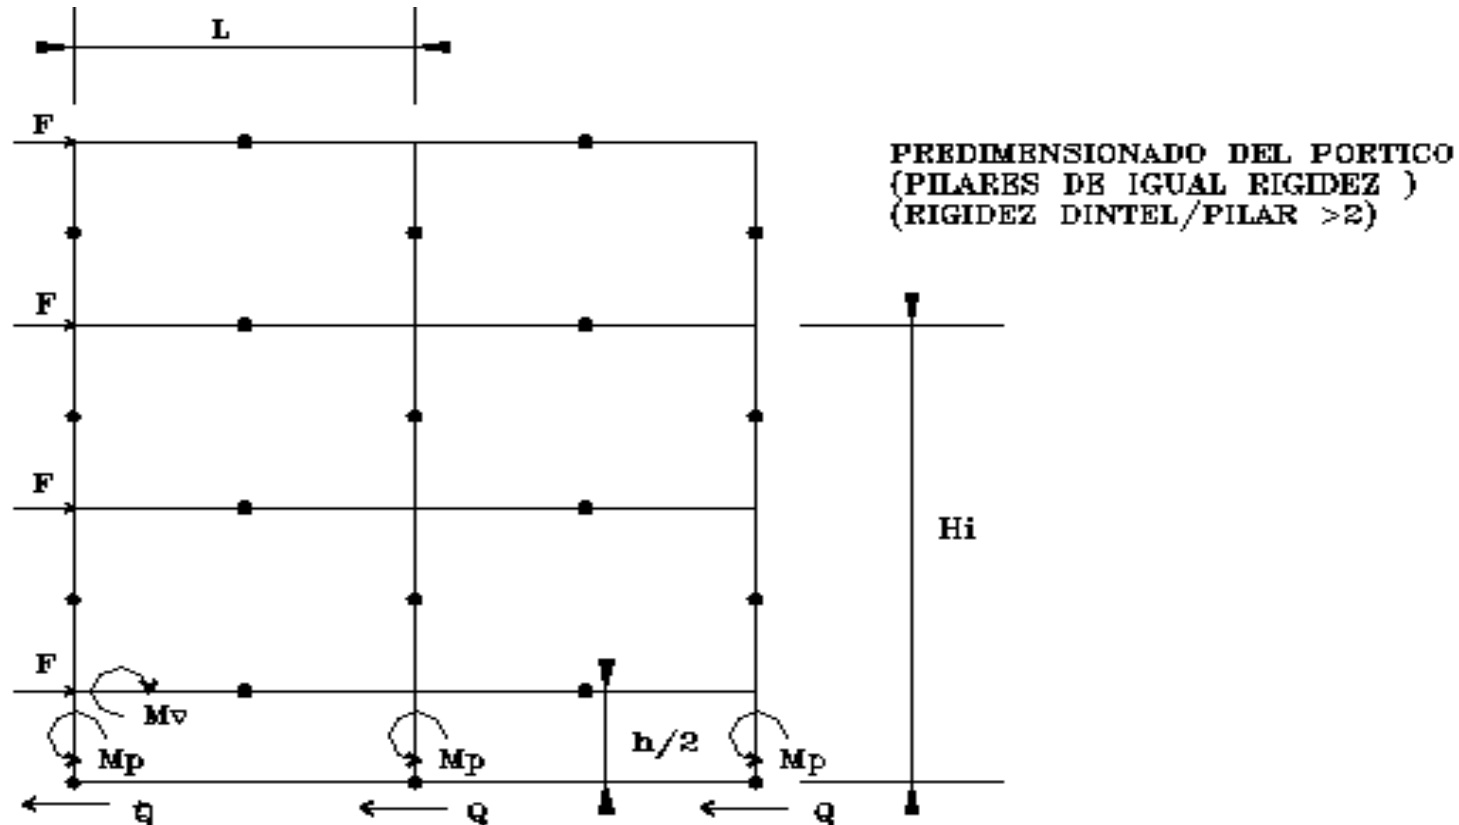 L
F
PREDIMENSIONADO DEL PORTICO
(PILARES DE IGUAL RIGIDEZ )
(RIGIDEZ DINTEL/PILAR >2)
F
F
Hi
F
Mv
Mp
Mp
h/2
Mp
Q
Q
Q